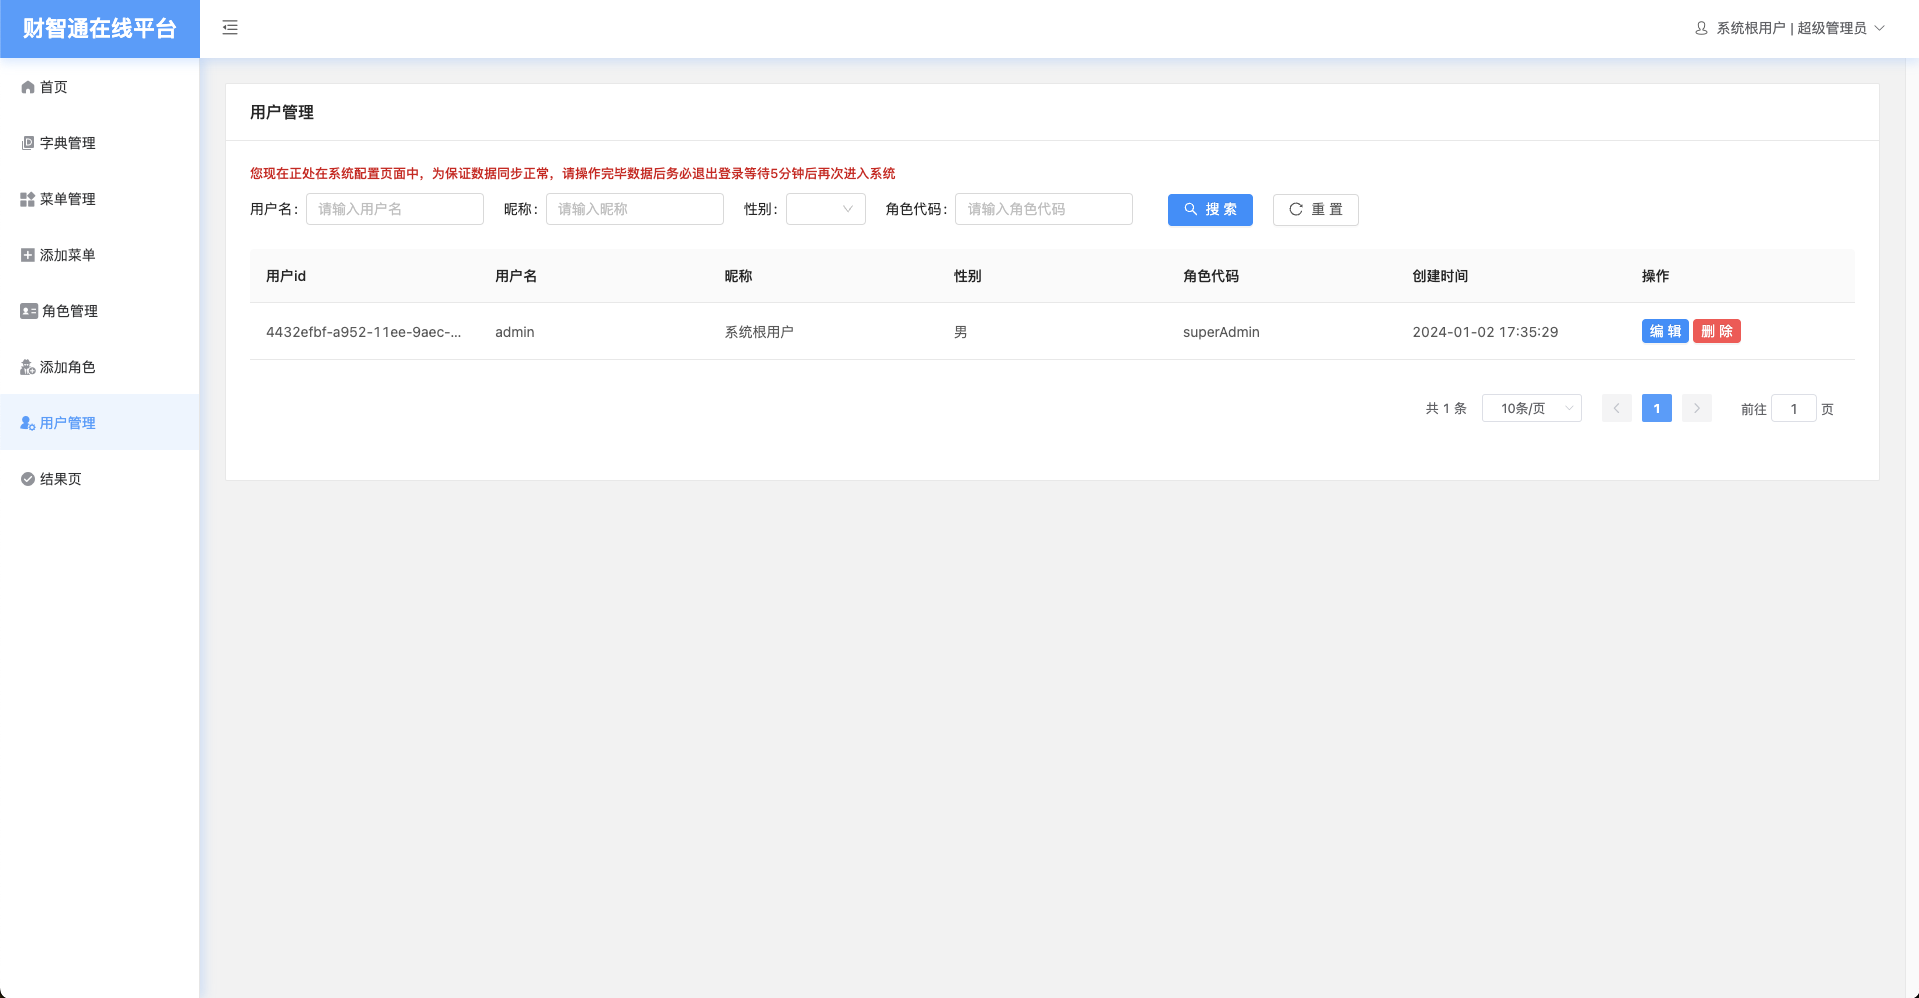 财智通在线平台
系统根用户 | 超级管理员
首页
字典管理
菜单管理
添加菜单
角色管理
添加角色
用户管理
结果页
用户管理
您现在正处在系统配置页面中，为保证数据同步正常，请操作完毕数据后务必退出登录等待5分钟后再次进入系统
用户名： 请输入用户名 昵称： 请输入昵称 性别： 角色代码： 请输入角色代码 搜 索 重 置
用户id 用户名 昵称 性别 角色代码 创建时间 操作
4432efbf-a952-11ee-9aec-... admin 系统根用户 男 superAdmin 2024-01-02 17:35:29 编 辑 删 除
共 1 条 10条/页 1 前往 1 页